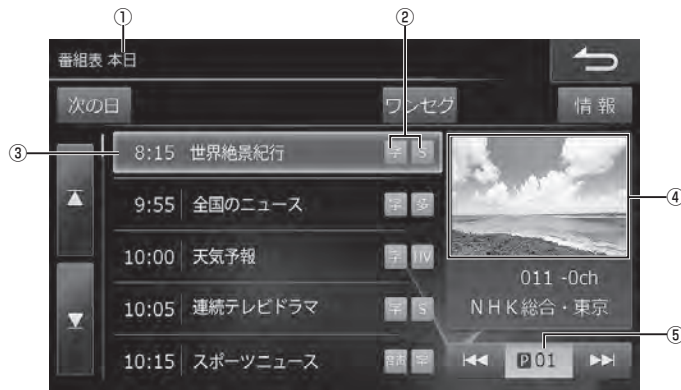 ① ②
番組表 本日
次の日 ワンセグ 情報
③ 8:15 世界絶景紀行 字 S
④
9:55 全国のニュース 字 多
10:00 天気予報 字 HV
011 -0ch
10:05 連続テレビドラマ 字 S
NHK総合・東京
⑤
10:15 スポーツニュース 音声 字
P 01